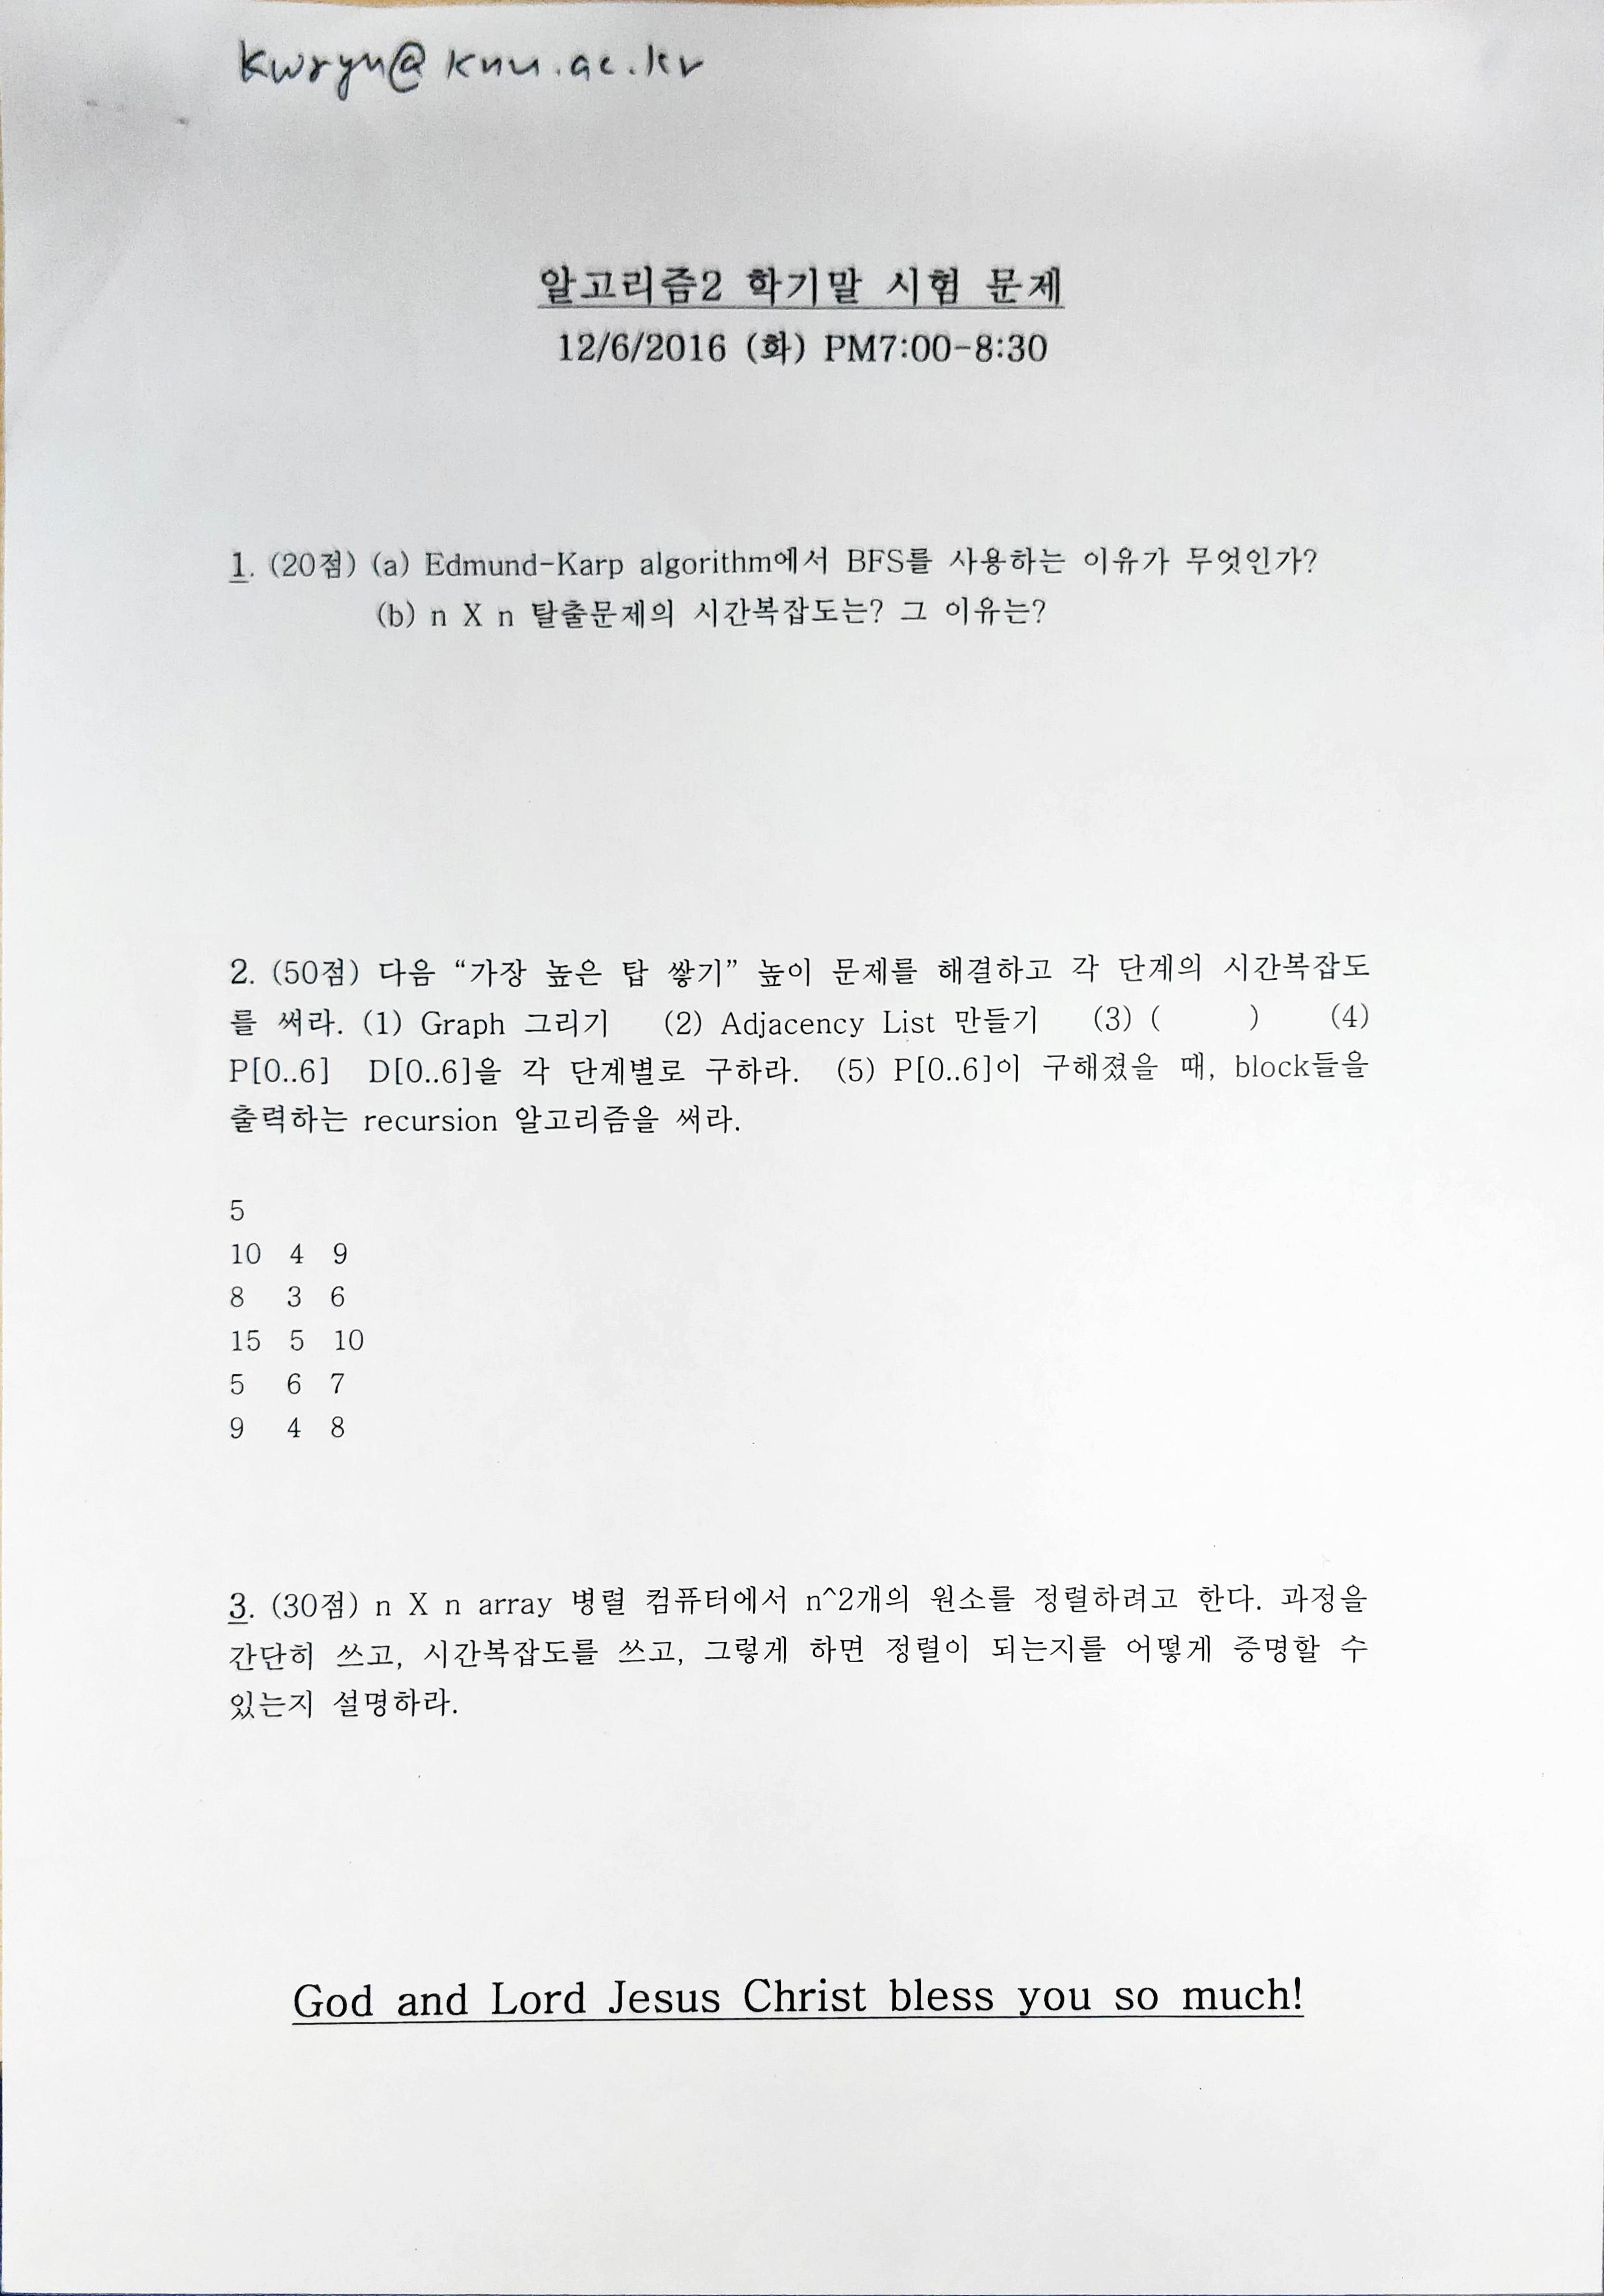 kwryu@knu.ac.kr
알고리즘2 학기말 시험 문제
12/6/2016 (화) PM7:00-8:30
1. (20점) (a) Edmund-Karp algorithm에서 BFS를 사용하는 이유가 무엇인가?
(b) n X n 탈출문제의 시간복잡도는? 그 이유는?
2. (50점) 다음 “가장 높은 탑 쌓기” 높이 문제를 해결하고 각 단계의 시간복잡도
를 써라. (1) Graph 그리기 (2) Adjacency List 만들기 (3) ( ) (4)
P[0..6] D[0..6]을 각 단계별로 구하라. (5) P[0..6]이 구해졌을 때, block들을
출력하는 recursion 알고리즘을 써라.
5
10 4 9
8 3 6
15 5 10
5 6 7
9 4 8
3. (30점) n X n array 병렬 컴퓨터에서 n^2개의 원소를 정렬하려고 한다. 과정을
간단히 쓰고, 시간복잡도를 쓰고, 그렇게 하면 정렬이 되는지를 어떻게 증명할 수
있는지 설명하라.
God and Lord Jesus Christ bless you so much!